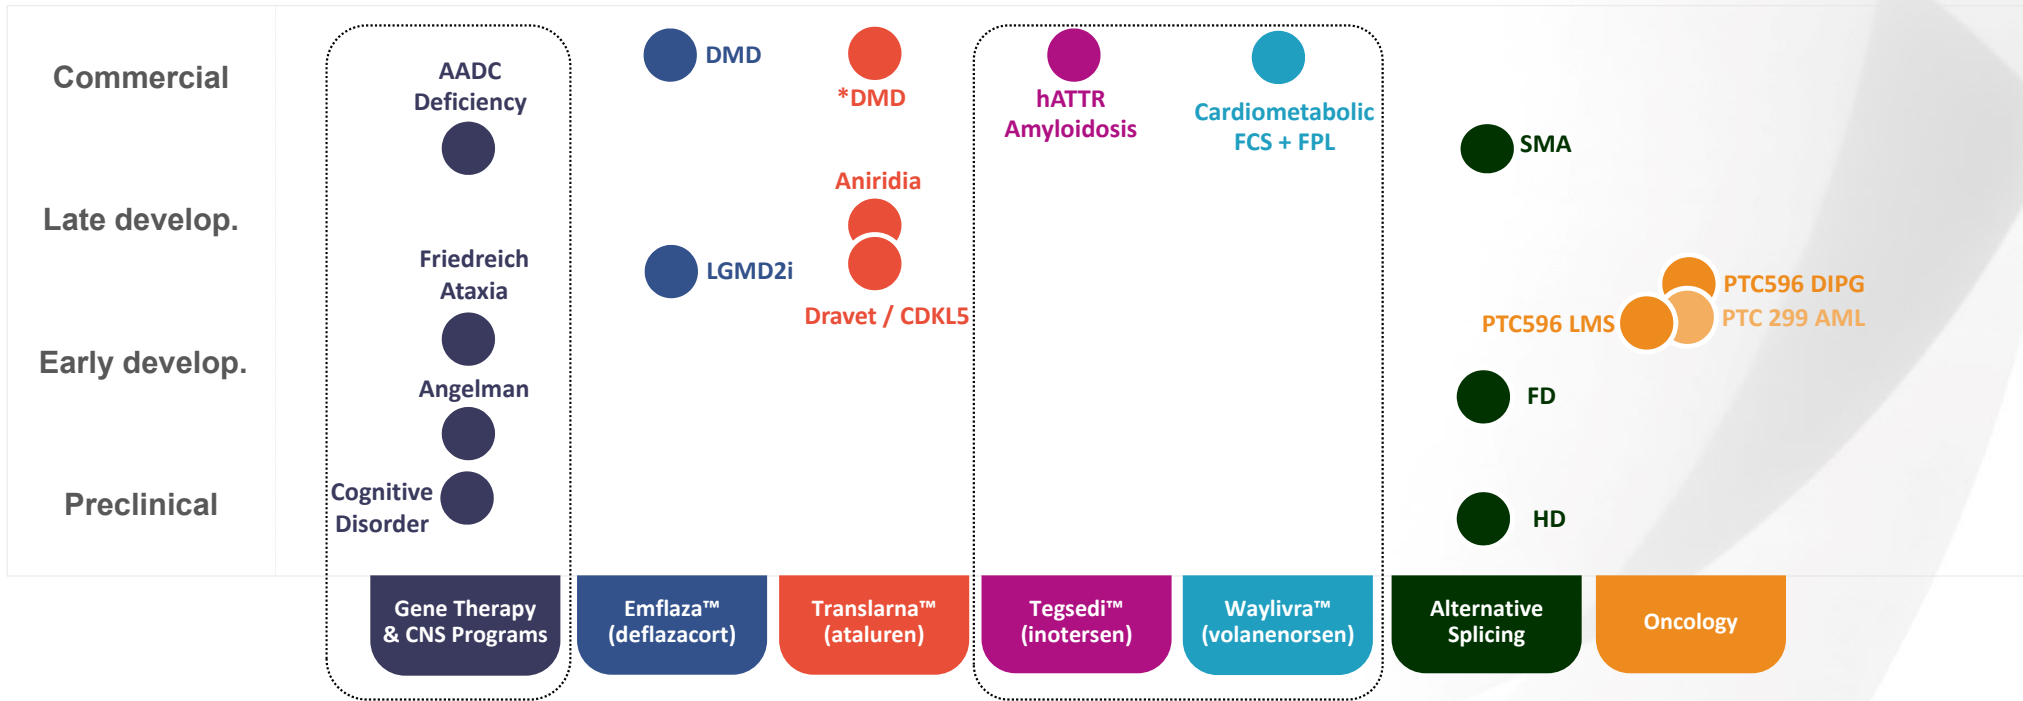 Commercial
Late develop.
Early develop.
Preclinical
AADC
Deficiency
Friedreich
Ataxia
Angelman
Cognitive
Disorder
DMD
LGMD2i
*DMD
Aniridia
Dravet / CDKL5
hATTR
Amyloidosis
Cardiometabolic
FCS + FPL
SMA
FD
HD
PTC596 DIPG
PTC596 LMS
PTC 299 AML
Gene Therapy
& CNS Programs
Emflaza™
(deflazacort)
Translarna™
(ataluren)
Tegsedi™
(inotersen)
Waylivra™
(volanenorsen)
Alternative
Splicing
Oncology